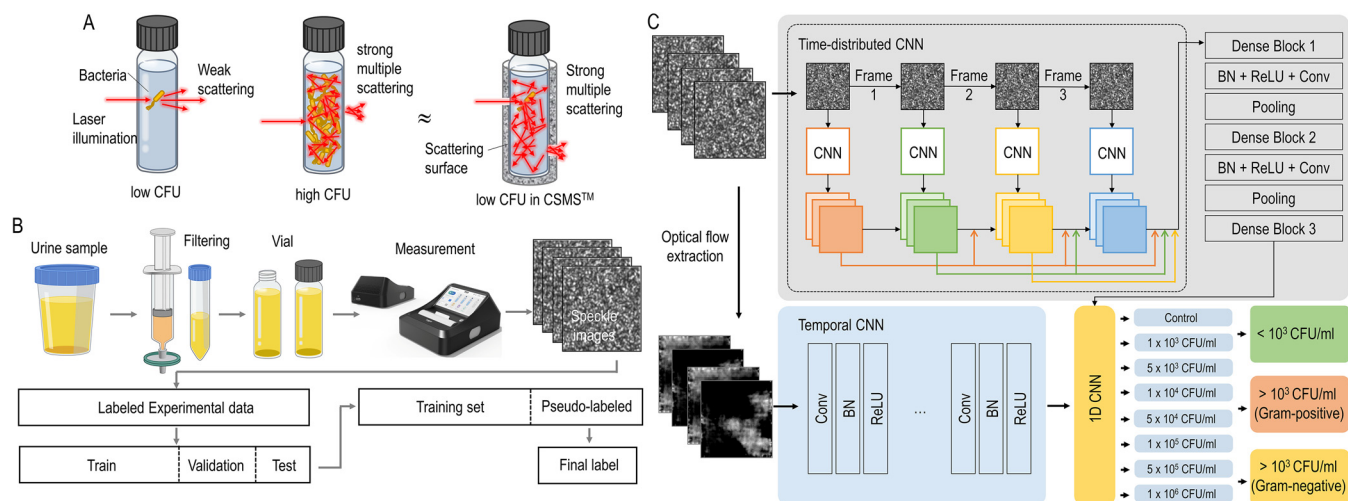 A
Bacteria
Weak
scattering
Laser
illumination
low CFU
strong
multiple
scattering
high CFU
≈
Strong
multiple
scattering
Scattering
surface
low CFU in CSMS™
B
Urine sample
Filtering
Vial
Measurement
Speckle
images
Labeled Experimental data
Train
Validation
Test
Training set
Pseudo-labeled
Final label
C
Time-distributed CNN
Frame
1
Frame
2
Frame
3
CNN
CNN
CNN
CNN
Dense Block 1
BN + ReLU + Conv
Pooling
Dense Block 2
BN + ReLU + Conv
Pooling
Dense Block 3
Optical flow
extraction
Temporal CNN
Conv
BN
ReLU
...
Conv
BN
ReLU
1D CNN
Control
1 x 10³ CFU/ml
5 x 10³ CFU/ml
1 x 10⁴ CFU/ml
5 x 10⁴ CFU/ml
1 x 10⁵ CFU/ml
5 x 10⁵ CFU/ml
1 x 10⁶ CFU/ml
< 10³ CFU/ml
> 10³ CFU/ml
(Gram-positive)
> 10³ CFU/ml
(Gram-negative)